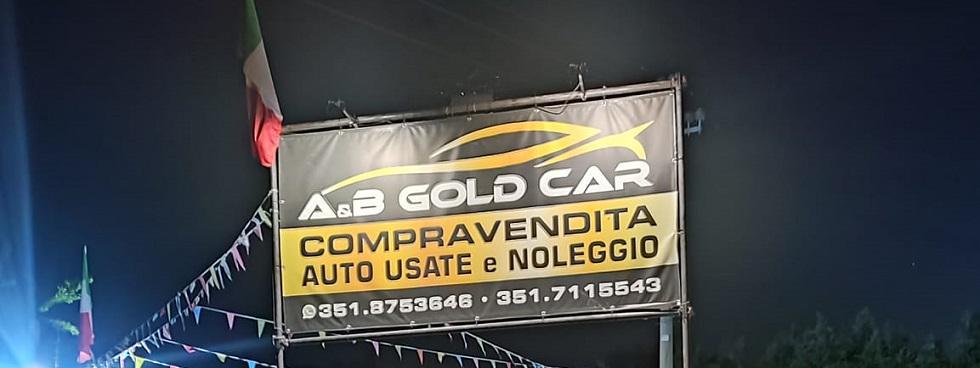 A&B GOLD CAR
COMPRAVENDITA
AUTO USATE e NOLEGGIO
351.8753646 • 351.7115543